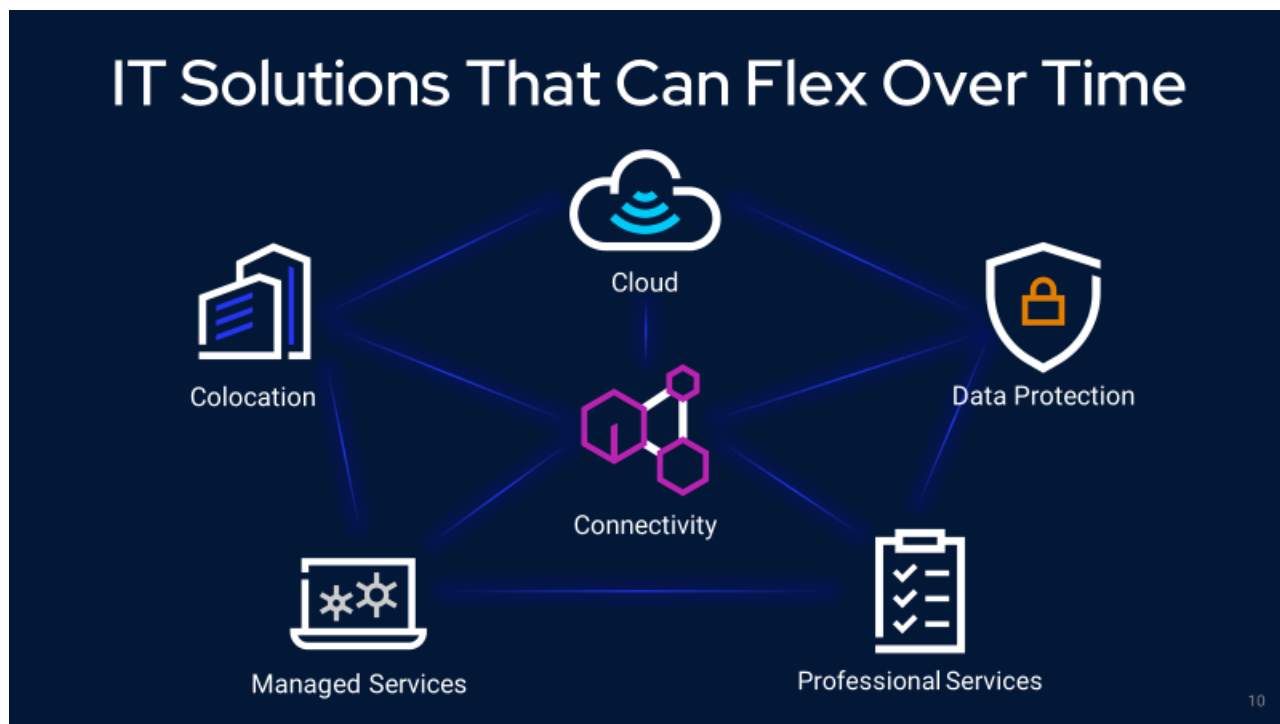 IT Solutions That Can Flex Over Time
Cloud
Colocation
Data Protection
Connectivity
Managed Services
Professional Services
10